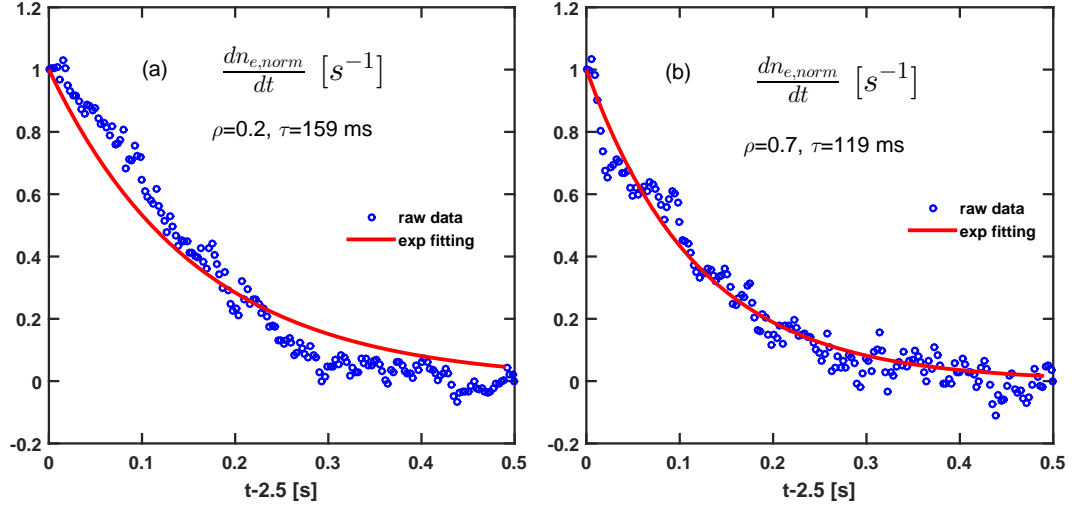 1.2
1
0.8
0.6
0.4
0.2
0
-0.2
0 0.1 0.2 0.3 0.4 0.5
t-2.5 [s]
(a) dn_{e,norm}/dt [s^{-1}]
ρ=0.2, τ=159 ms
raw data
exp fitting
1.2
1
0.8
0.6
0.4
0.2
0
-0.2
0 0.1 0.2 0.3 0.4 0.5
t-2.5 [s]
(b) dn_{e,norm}/dt [s^{-1}]
ρ=0.7, τ=119 ms
raw data
exp fitting